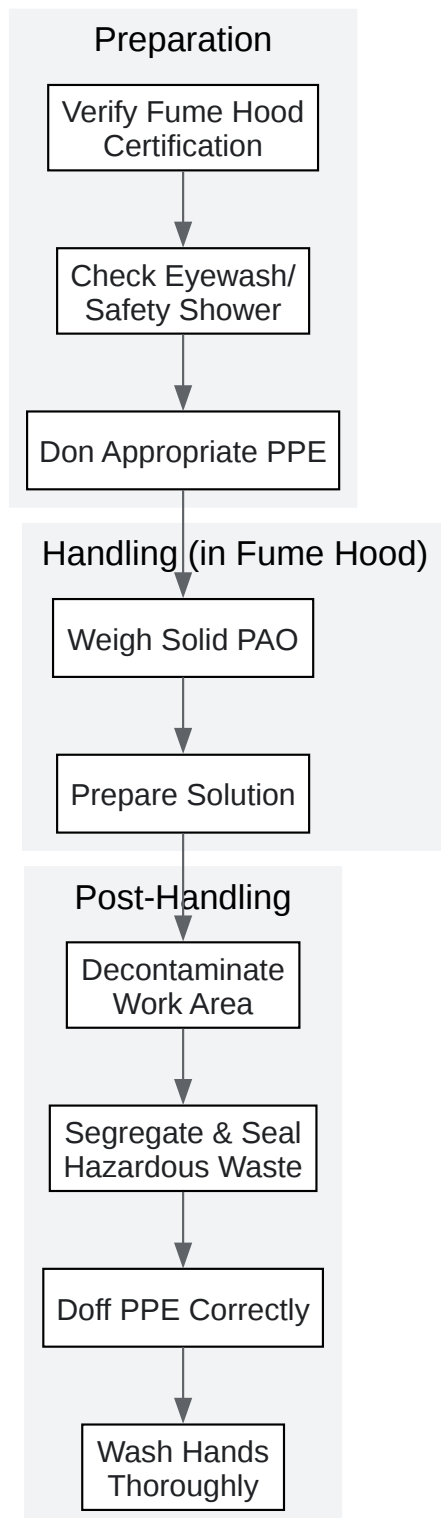 Preparation
Verify Fume Hood
Certification
Check Eyewash/
Safety Shower
Don Appropriate PPE
Handling (in Fume Hood)
Weigh Solid PAO
Prepare Solution
Post-Handling
Decontaminate
Work Area
Segregate & Seal
Hazardous Waste
Doff PPE Correctly
Wash Hands
Thoroughly